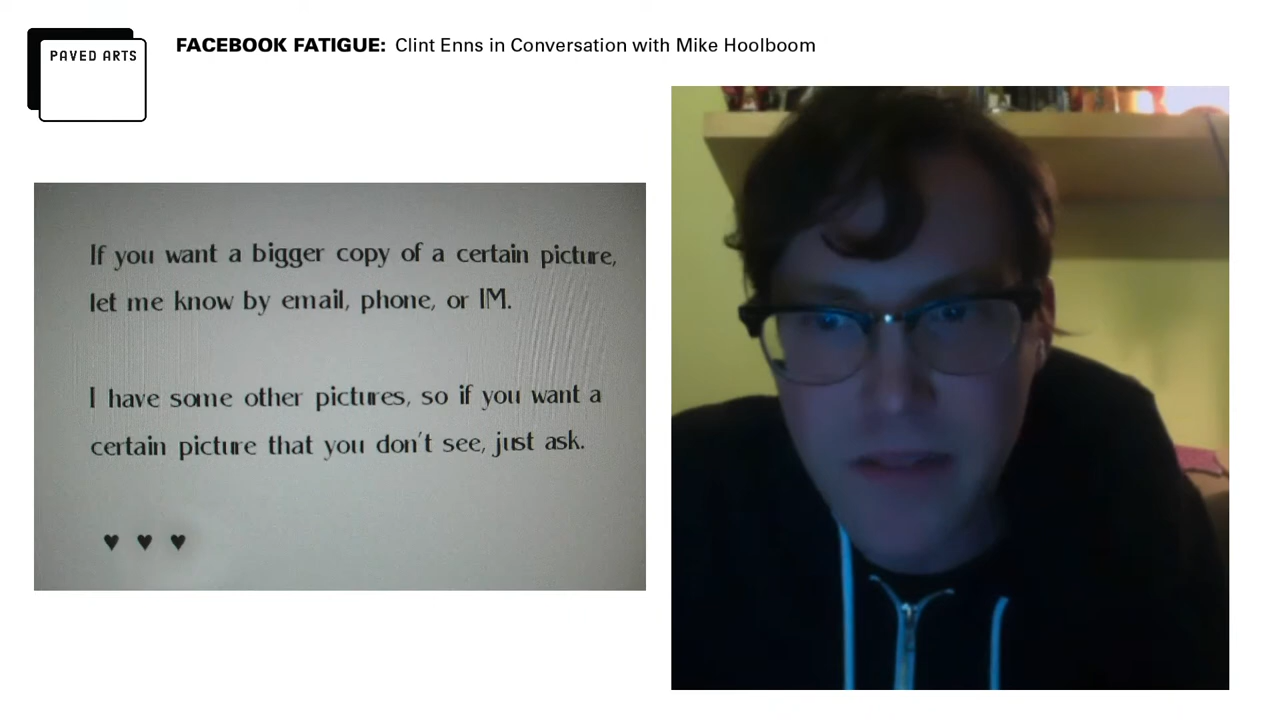 PAVED ARTS
FACEBOOK FATIGUE: Clint Enns in Conversation with Mike Hoolboom
If you want a bigger copy of a certain picture,
let me know by email, phone, or IM.
I have some other pictures, so if you want a
certain picture that you don't see, just ask.
♥ ♥ ♥